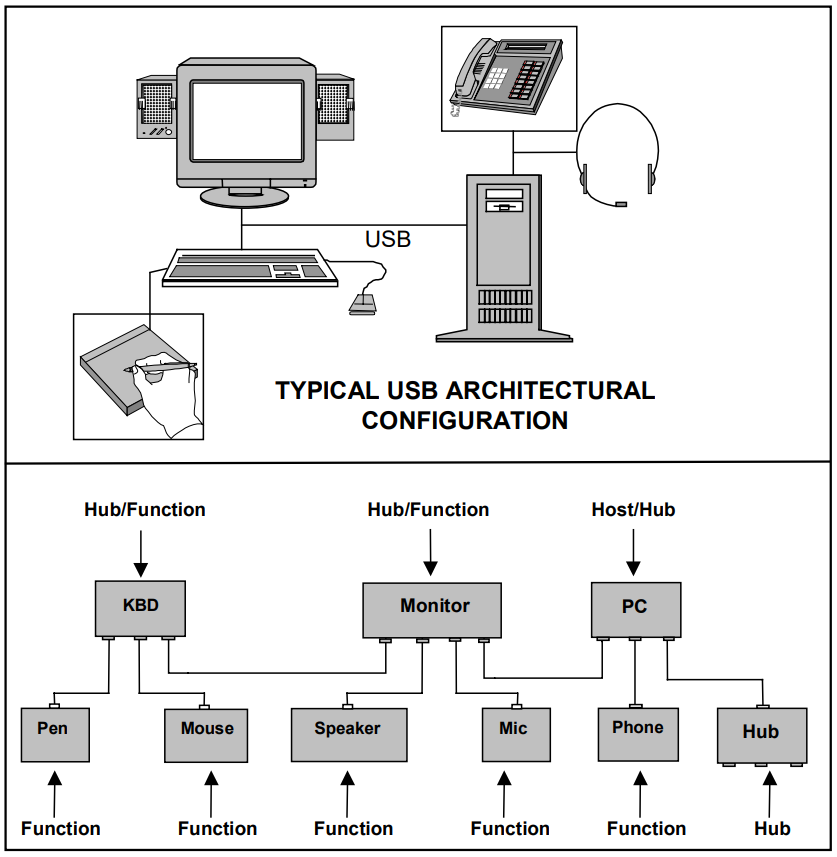 USB
TYPICAL USB ARCHITECTURAL
CONFIGURATION
Hub/Function
Hub/Function
Host/Hub
KBD
Monitor
PC
Pen
Mouse
Speaker
Mic
Phone
Hub
Function
Function
Function
Function
Function
Hub